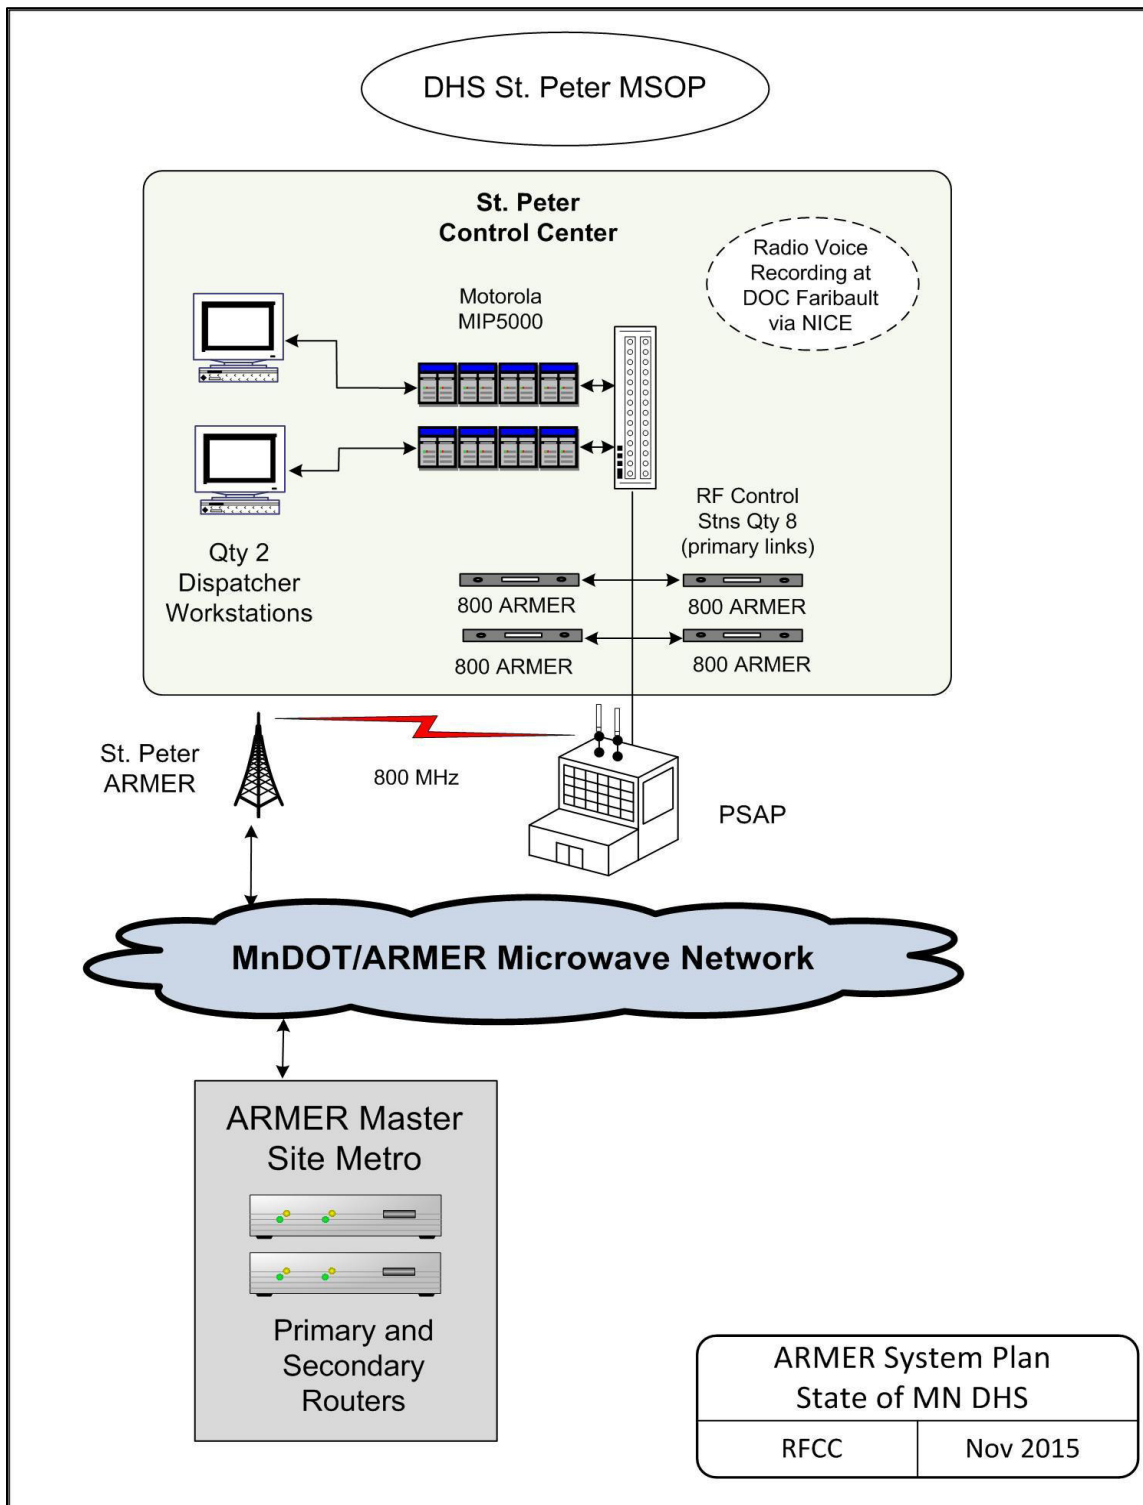 DHS St. Peter MSOP
St. Peter
Control Center
Radio Voice
Recording at
DOC Faribault
via NICE
Motorola
MIP5000
RF Control
Stns Qty 8
(primary links)
Qty 2
Dispatcher
Workstations
800 ARMER
800 ARMER
800 ARMER
800 ARMER
St. Peter
ARMER
800 MHz
PSAP
MnDOT/ARMER Microwave Network
ARMER Master
Site Metro
Primary and
Secondary
Routers
ARMER System Plan
State of MN DHS
RFCC
Nov 2015